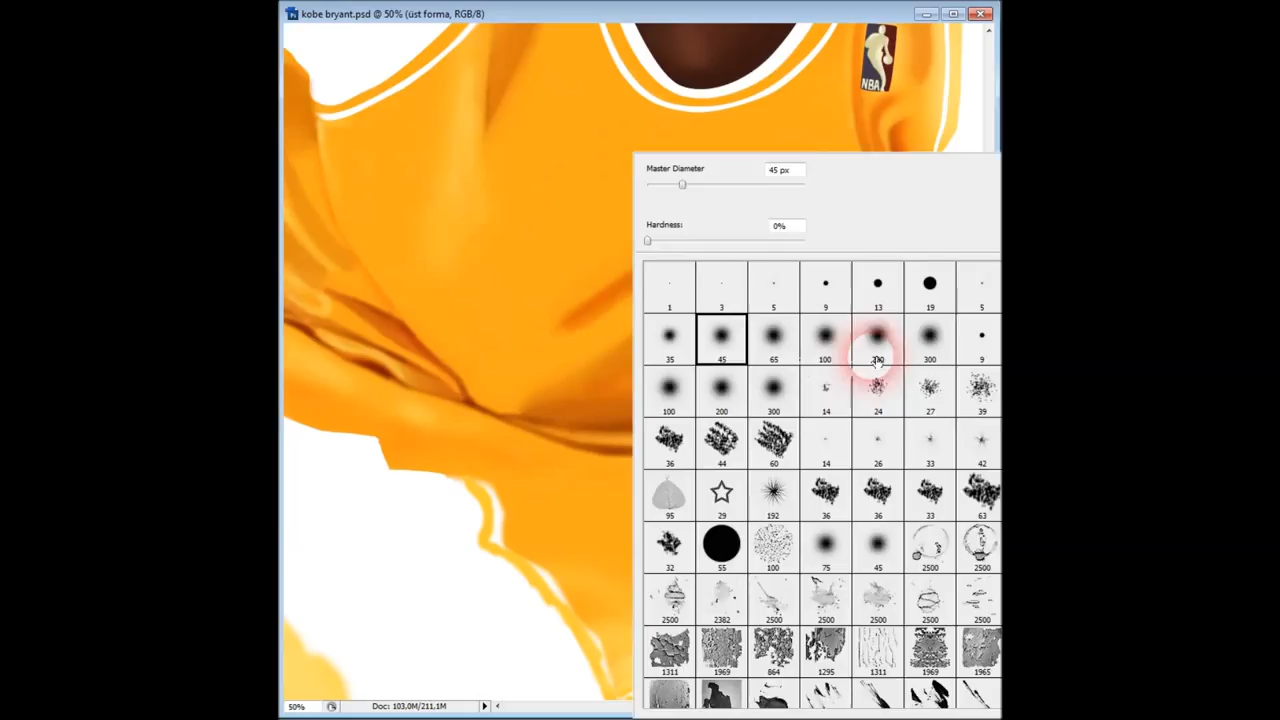 kobe bryant.psd @ 50% (üst forma, RGB/8)
NBA
Master Diameter 45 px
Hardness: 0%
1 3 5 9 13 19 5
35 45 65 100 300 9
100 200 300 14 24 27 39
36 44 60 14 26 33 42
95 29 192 36 36 33 63
32 55 100 75 45 2500 2500
2500 2382 2500 2500 2500 2500 2500
1311 1969 864 1295 1311 1969 1965
50% Doc: 103,0M/211,1M